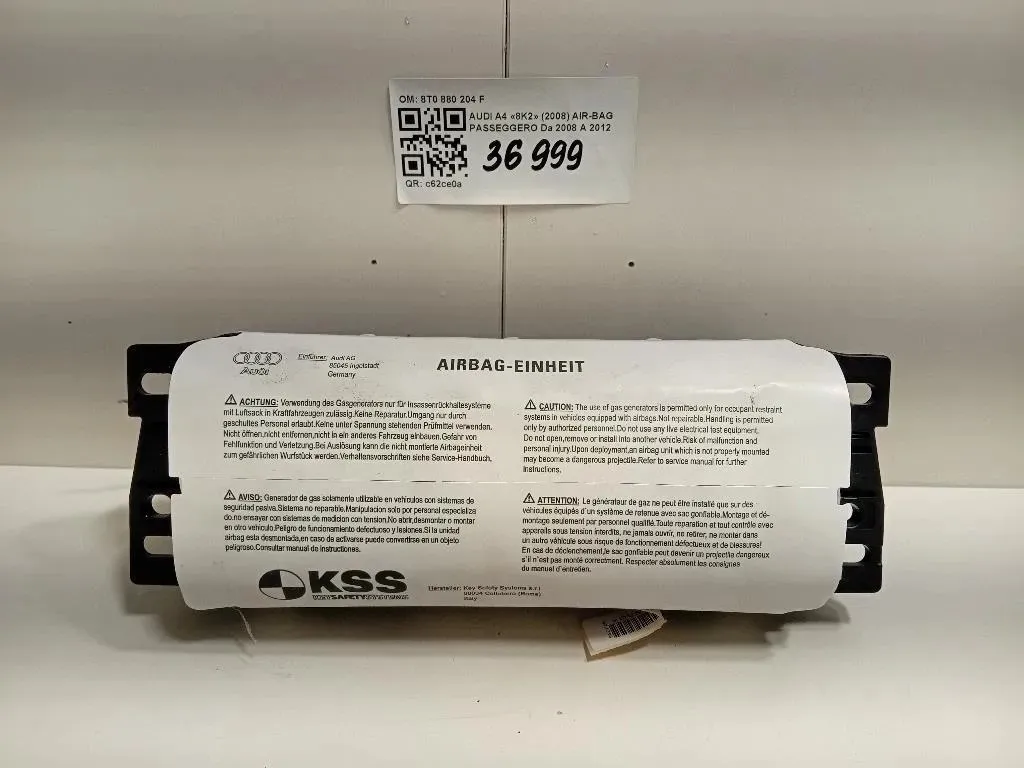 OM: 8T0 880 204 F
AUDI A4 «8K2» (2008) AIR-BAG
PASSEGGERO Da 2008 A 2012
36 999
QR: c62ce0a
Audi
Einführer: Audi AG
85045 Ingolstadt
Germany
AIRBAG-EINHEIT
ACHTUNG: Verwendung des Gasgenerators nur für Insassenrückhaltesysteme
mit Luftsack in Kraftfahrzeugen zulässig.Keine Reparatur.Umgang nur durch
geschultes Personal erlaubt.Keine unter Spannung stehenden Prüfmittel verwenden.
Nicht öffnen,nicht entfernen,nicht in ein anderes Fahrzeug einbauen.Gefahr von
Fehlfunktion und Verletzung.Bei Auslösung kann die nicht montierte Airbageinheit
zum gefährlichen Wurfstück werden.Verhaltensvorschriften siehe Service-Handbuch.
CAUTION: The use of gas generators is permitted only for occupant restraint
systems in vehicles equipped with airbags.Not repairable.Handling is permitted
only by authorized personnel.Do not use any live electrical test equipment.
Do not open,remove or install into another vehicle.Risk of malfunction and
personal injury.Upon deployment,an airbag unit which is not properly mounted
may become a dangerous projectile.Refer to service manual for further
instructions.
AVISO: Generador de gas solamente utilizable en vehiculos con sistemas de
seguridad pasiva.Sistema no reparable.Manipulacion solo por personal especializa
do.no ensayar con sistemas de medicion con tension.No abrir,desmontar o montar
en otro vehiculo.Peligro de funcionamiento defectuoso y lesiones.Si la unidad
airbag esta desmontada,en caso de activarse puede convertirse en un objeto
peligroso.Consultar manual de instrucciones.
ATTENTION: Le générateur de gaz ne peut être installé que sur des
véhicules équipés d'un système de retenue avec sac gonflable.Montage et dé-
montage seulement par personnel qualifié.Toute reparation et tout contrôle avec
appareils sous tension interdits, ne jamais ouvrir, ne retirer, ne monter dans
un autre véhicule sous risque de fonctionnement défectueux et de blessures!
En cas de déclenchement,le sac gonflable peut devenir un projectile dangereux
s'il n'est pas monté correctement. Respecter absolument les consignes
du manuel d'entretien.
KSS
KEYSAFETYSYSTEMS
Hersteller: Key Safety Systems s.r.l
00034 Colleferro (Roma)
Italy